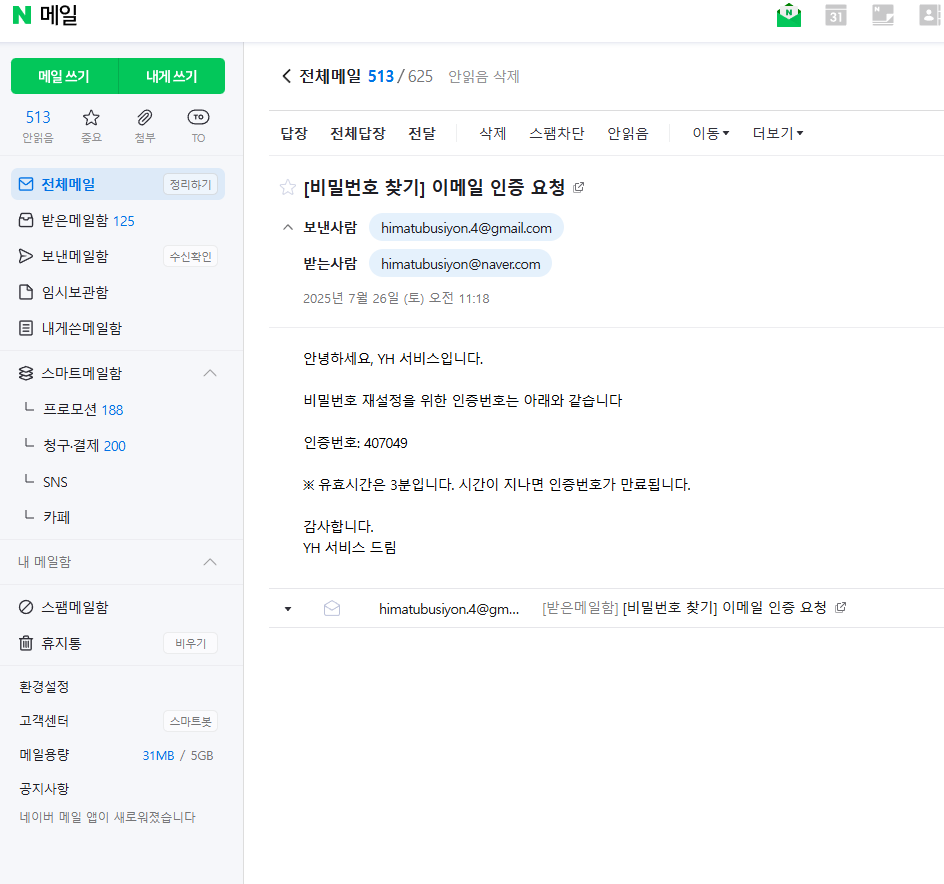 N 메일
31
N
메일 쓰기 내게 쓰기
513 안읽음
중요
첨부
TO TO
전체메일 정리하기
받은메일함 125
보낸메일함 수신확인
임시보관함
내게쓴메일함
스마트메일함
프로모션 188
청구·결제 200
SNS
카페
내 메일함
스팸메일함
휴지통 비우기
환경설정
고객센터 스마트봇
메일용량 31MB / 5GB
공지사항
네이버 메일 앱이 새로워졌습니다
전체메일 513 / 625 안읽음 삭제
답장 전체답장 전달 삭제 스팸차단 안읽음 이동 더보기
[비밀번호 찾기] 이메일 인증 요청
보낸사람 himatubusiyon.4@gmail.com
받는사람 himatubusiyon@naver.com
2025년 7월 26일 (토) 오전 11:18
안녕하세요, YH 서비스입니다.
비밀번호 재설정을 위한 인증번호는 아래와 같습니다
인증번호: 407049
※ 유효시간은 3분입니다. 시간이 지나면 인증번호가 만료됩니다.
감사합니다.
YH 서비스 드림
himatubusiyon.4@gm... [받은메일함] [비밀번호 찾기] 이메일 인증 요청